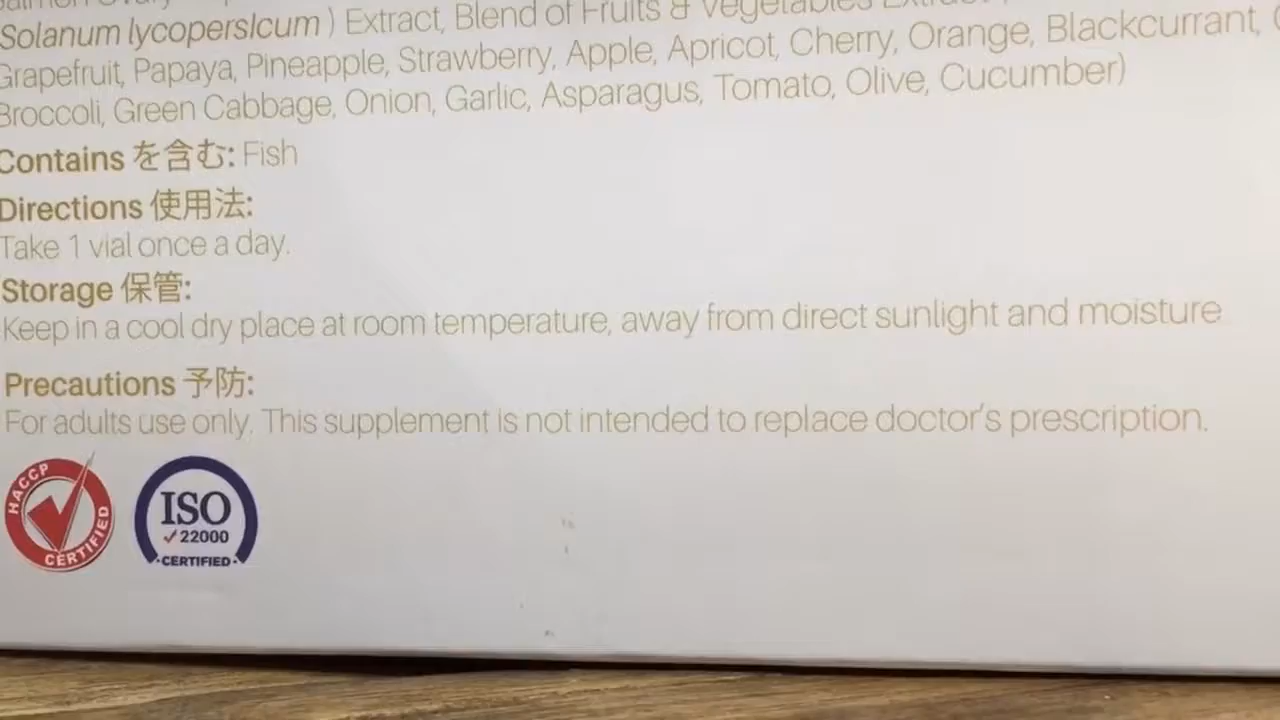 Solanum lycopersIcum ) Extract, Blend of Fruits & Vegetables
Grapefruit, Papaya, Pineapple, Strawberry, Apple, Apricot, Cherry, Orange, Blackcurrant,
Broccoli, Green Cabbage, Onion, Garlic, Asparagus, Tomato, Olive, Cucumber)
Contains を含む: Fish
Directions 使用法:
Take 1 vial once a day.
Storage 保管:
Keep in a cool dry place at room temperature, away from direct sunlight and moisture
Precautions 予防:
For adults use only. This supplement is not intended to replace doctor's prescription.
HACCP
CERTIFIED
ISO
22000
CERTIFIED